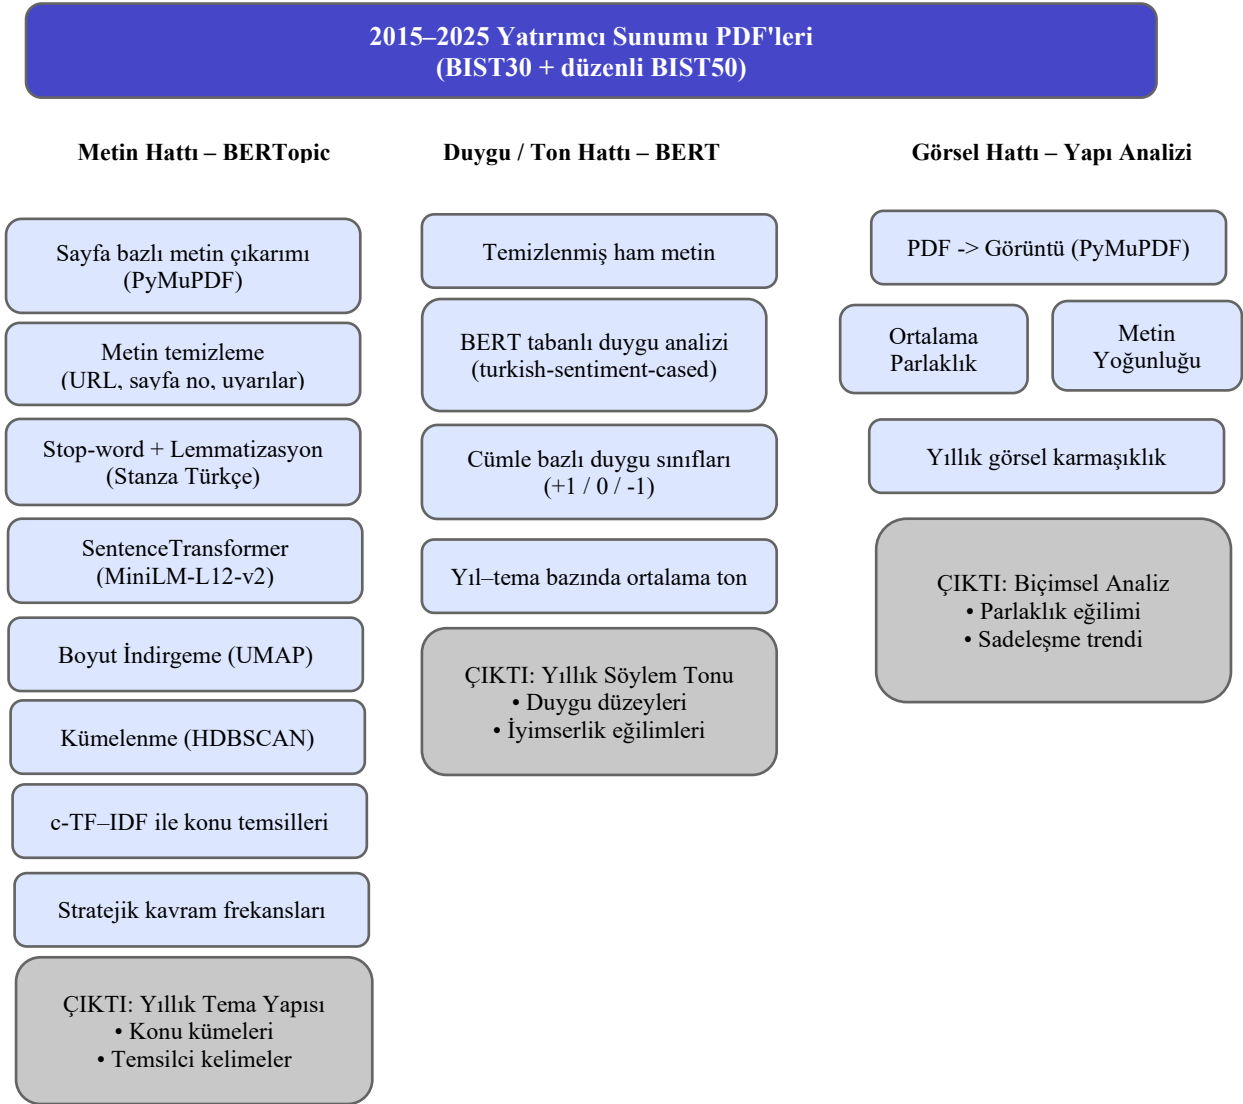 2015–2025 Yatırımcı Sunumu PDF'leri
(BIST30 + düzenli BIST50)
Metin Hattı – BERTopic
Sayfa bazlı metin çıkarımı
(PyMuPDF)
Metin temizleme
(URL, sayfa no, uyarılar)
Stop-word + Lemmatizasyon
(Stanza Türkçe)
SentenceTransformer
(MiniLM-L12-v2)
Boyut İndirgeme (UMAP)
Kümelenme (HDBSCAN)
c-TF–IDF ile konu temsilleri
Stratejik kavram frekansları
ÇIKTI: Yıllık Tema Yapısı
• Konu kümeleri
• Temsilci kelimeler
Duygu / Ton Hattı – BERT
Temizlenmiş ham metin
BERT tabanlı duygu analizi
(turkish-sentiment-cased)
Cümle bazlı duygu sınıfları
(+1 / 0 / -1)
Yıl–tema bazında ortalama ton
ÇIKTI: Yıllık Söylem Tonu
• Duygu düzeyleri
• İyimserlik eğilimleri
Görsel Hattı – Yapı Analizi
PDF -> Görüntü (PyMuPDF)
Ortalama
Parlaklık
Metin
Yoğunluğu
Yıllık görsel karmaşıklık
ÇIKTI: Biçimsel Analiz
• Parlaklık eğilimi
• Sadeleşme trendi